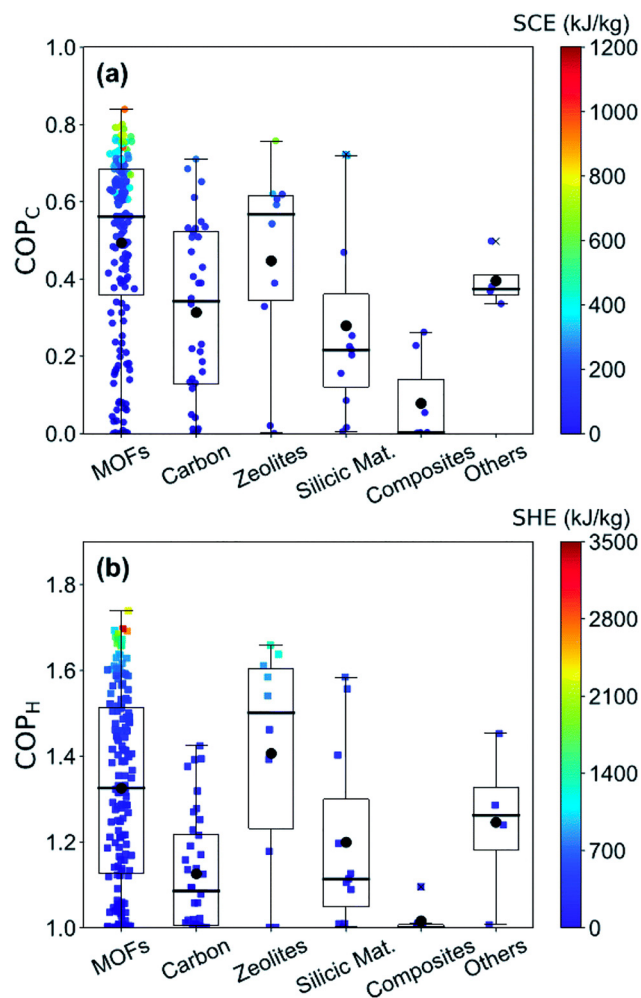 SCE (kJ/kg)
(a)
COP_C
1.0
0.8
0.6
0.4
0.2
0.0
1200
1000
800
600
400
200
0
MOFs
Carbon
Zeolites
Silicic Mat.
Composites
Others
SHE (kJ/kg)
(b)
COP_H
1.8
1.6
1.4
1.2
1.0
3500
2800
2100
1400
700
0
MOFs
Carbon
Zeolites
Silicic Mat.
Composites
Others